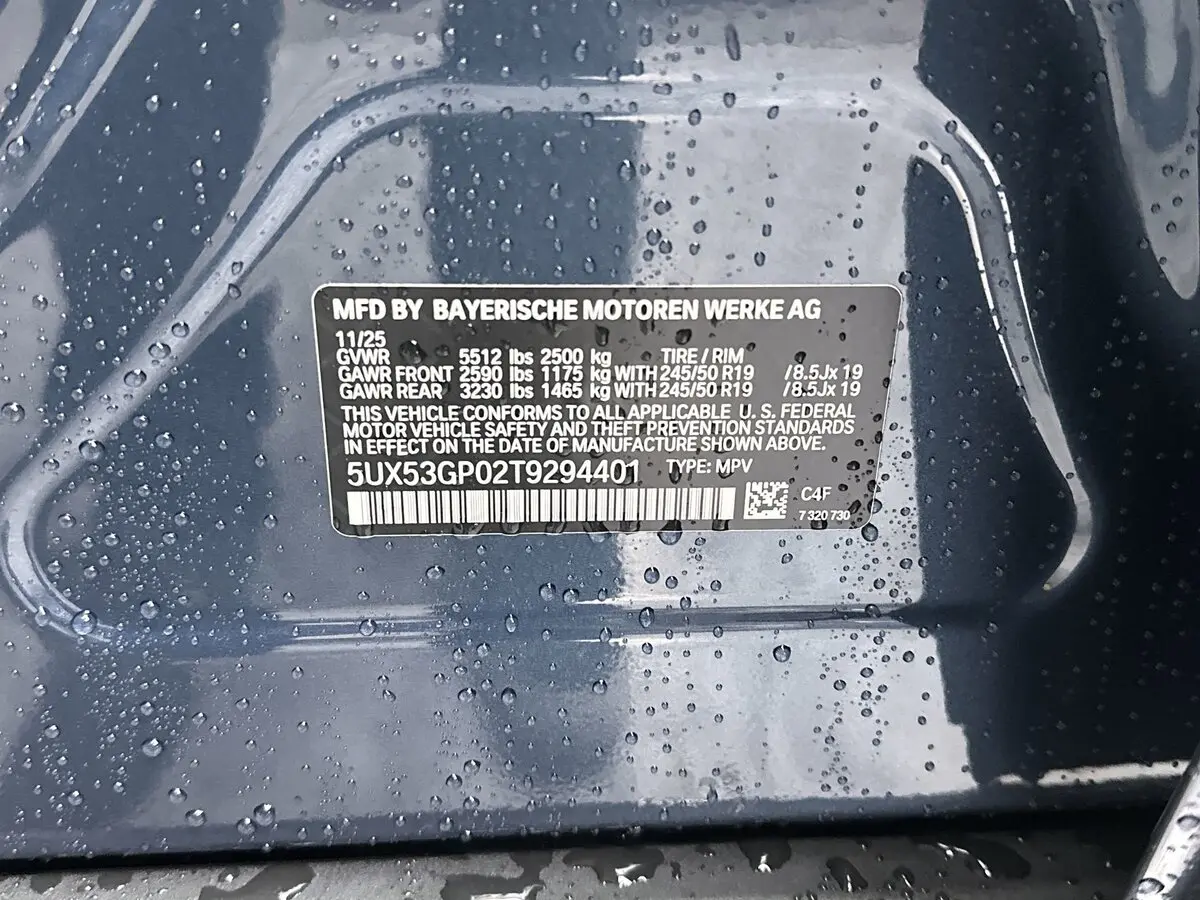 MFD BY BAYERISCHE MOTOREN WERKE AG
11/25
GVWR 5512 lbs 2500 kg TIRE / RIM
GAWR FRONT 2590 lbs 1175 kg WITH 245/50 R19 /8.5Jx 19
GAWR REAR 3230 lbs 1465 kg WITH 245/50 R19 /8.5Jx 19
THIS VEHICLE CONFORMS TO ALL APPLICABLE U. S. FEDERAL
MOTOR VEHICLE SAFETY AND THEFT PREVENTION STANDARDS
IN EFFECT ON THE DATE OF MANUFACTURE SHOWN ABOVE.
5UX53GP02T9294401 TYPE: MPV
C4F
7 320 730